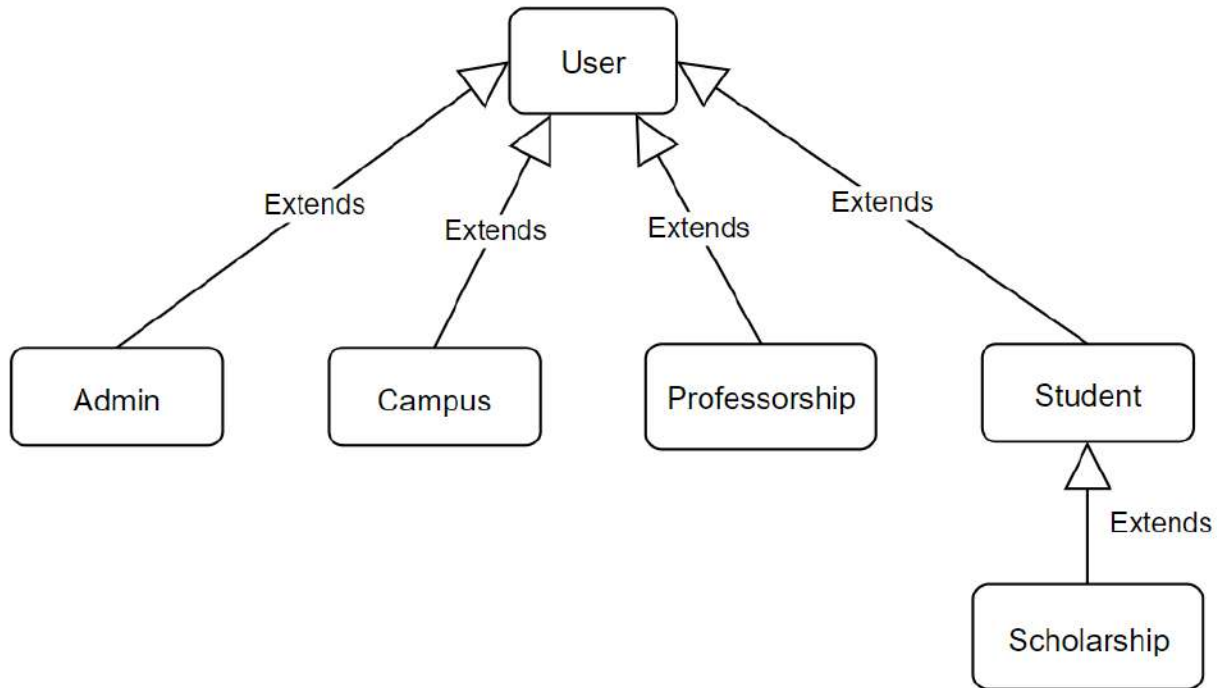 User
Extends
Extends
Extends
Extends
Admin
Campus
Professorship
Student
Extends
Scholarship